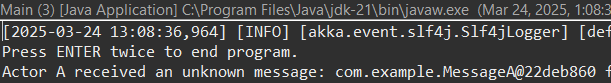 Main (3) [Java Application] C:\Program Files\Java\jdk-21\bin\javaw.exe (Mar 24, 2025, 1:08:3
[2025-03-24 13:08:36,964] [INFO] [akka.event.slf4j.Slf4jLogger] [def
Press ENTER twice to end program.
Actor A received an unknown message: com.example.MessageA@22deb860 f